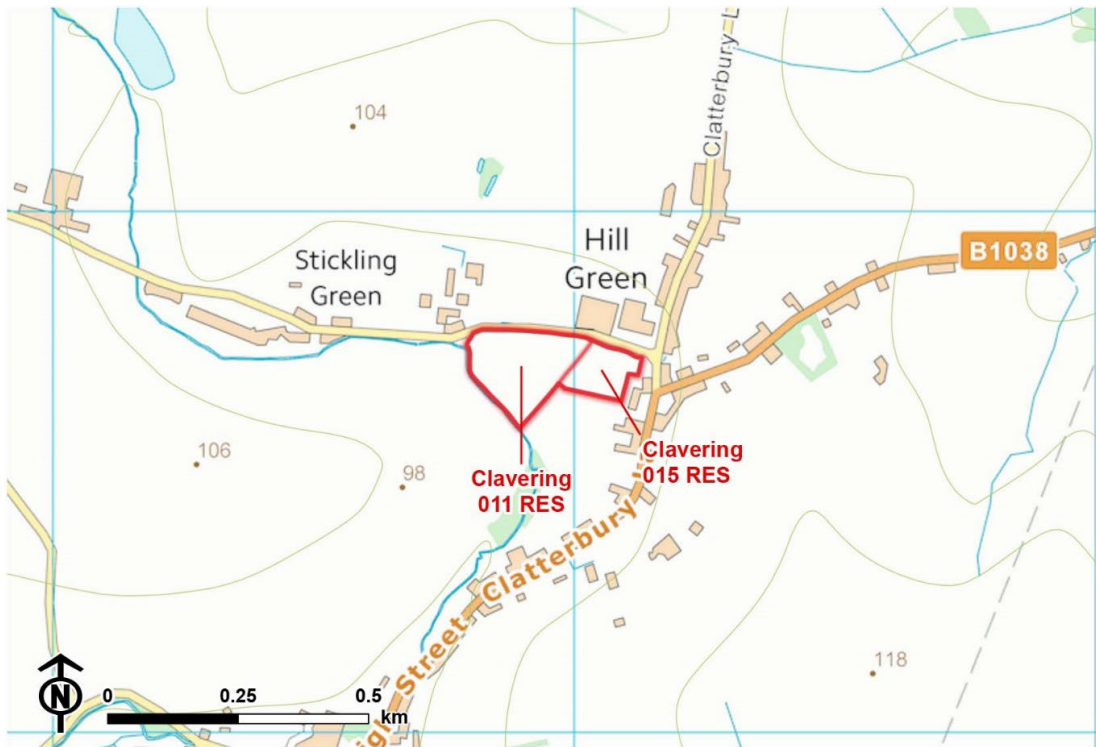 104
Clatterbury L
Hill
Green
B1038
Stickling
Green
106
98
Clavering
011 RES
Clavering
015 RES
Clatterbury
Street
118
N
0 0.25 0.5
km